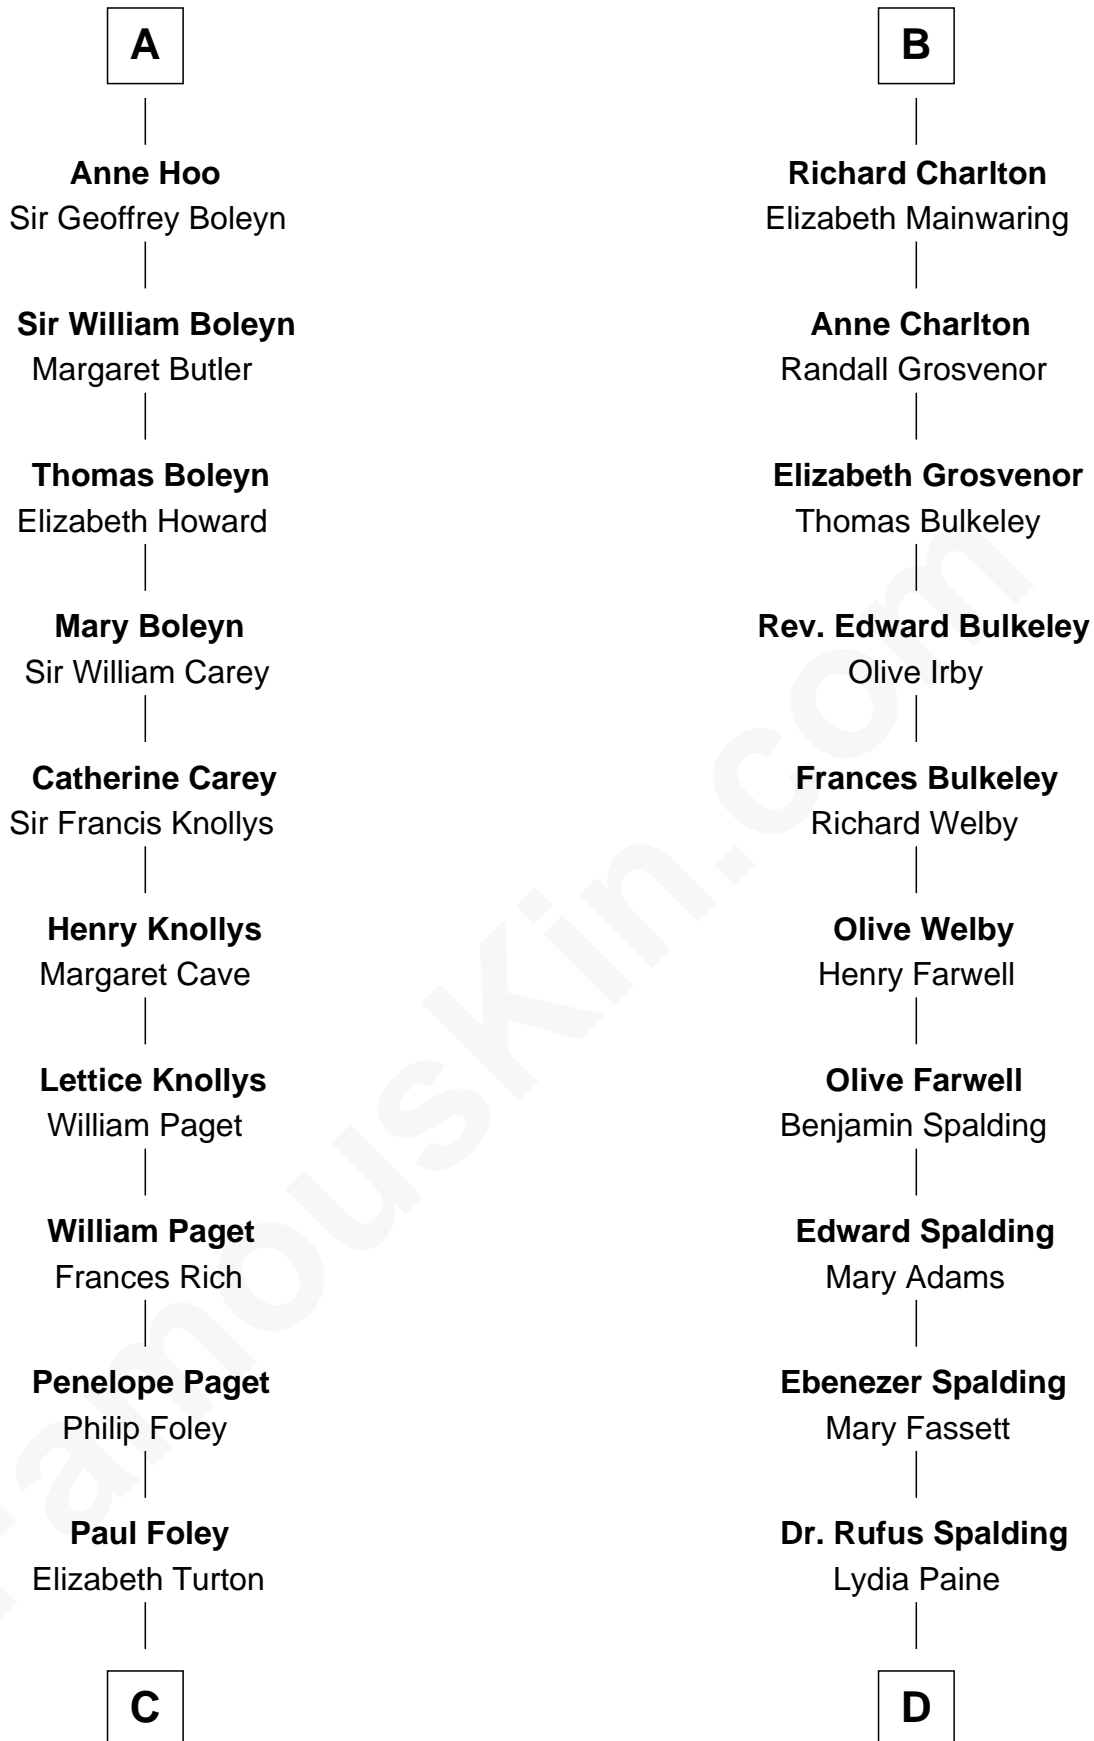 A
Anne Hoo
Sir Geoffrey Boleyn
Sir William Boleyn
Margaret Butler
Thomas Boleyn
Elizabeth Howard
Mary Boleyn
Sir William Carey
Catherine Carey
Sir Francis Knollys
Henry Knollys
Margaret Cave
Lettice Knollys
William Paget
William Paget
Frances Rich
Penelope Paget
Philip Foley
Paul Foley
Elizabeth Turton
C
B
Richard Charlton
Elizabeth Mainwaring
Anne Charlton
Randall Grosvenor
Elizabeth Grosvenor
Thomas Bulkeley
Rev. Edward Bulkeley
Olive Irby
Frances Bulkeley
Richard Welby
Olive Welby
Henry Farwell
Olive Farwell
Benjamin Spalding
Edward Spalding
Mary Adams
Ebenezer Spalding
Mary Fassett
Dr. Rufus Spalding
Lydia Paine
D
FamousKin.com